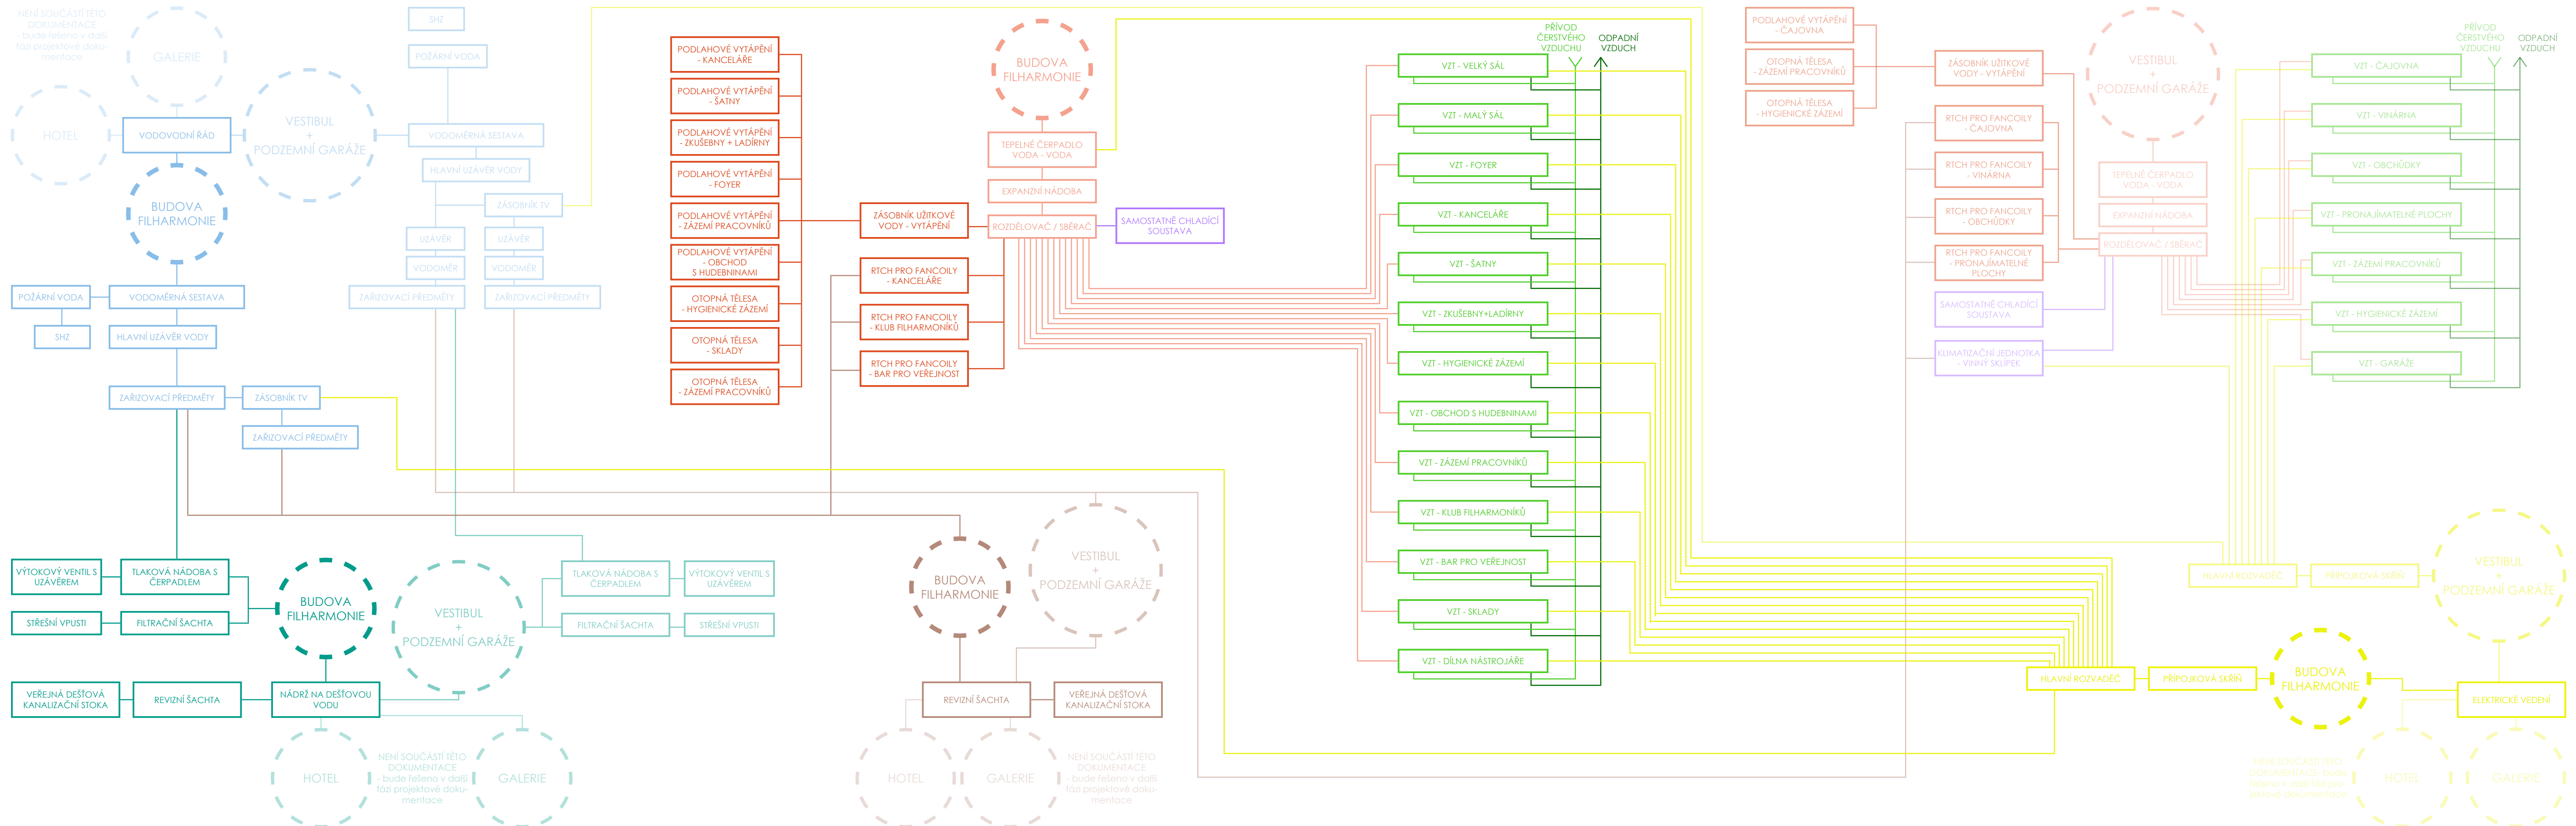 NENÍ SOUČÁSTÍ TÉTO
DOKUMENTACE
- bude řešeno v další
fázi projektové doku-
mentace
GALERIE
HOTEL
VODOVODNÍ ŘÁD
VESTIBUL
+
PODZEMNÍ GARÁŽE
BUDOVA
FILHARMONIE
POŽÁRNÍ VODA
VODOMĚRNÁ SESTAVA
SHZ
HLAVNÍ UZÁVĚR VODY
ZAŘIZOVACÍ PŘEDMĚTY
ZÁSOBNÍK TV
ZAŘIZOVACÍ PŘEDMĚTY
SHZ
POŽÁRNÍ VODA
VODOMĚRNÁ SESTAVA
HLAVNÍ UZÁVĚR VODY
ZÁSOBNÍK TV
UZÁVĚR
UZÁVĚR
VODOMĚR
VODOMĚR
ZAŘIZOVACÍ PŘEDMĚTY
ZAŘIZOVACÍ PŘEDMĚTY
PODLAHOVÉ VYTÁPĚNÍ
- KANCELÁŘE
PODLAHOVÉ VYTÁPĚNÍ
- ŠATNY
PODLAHOVÉ VYTÁPĚNÍ
- ZKUŠEBNY + LADÍRNY
PODLAHOVÉ VYTÁPĚNÍ
- FOYER
PODLAHOVÉ VYTÁPĚNÍ
- ZÁZEMÍ PRACOVNÍKŮ
PODLAHOVÉ VYTÁPĚNÍ
- OBCHOD
S HUDEBNINAMI
OTOPNÁ TĚLESA
- HYGIENICKÉ ZÁZEMÍ
OTOPNÁ TĚLESA
- SKLADY
OTOPNÁ TĚLESA
- ZÁZEMÍ PRACOVNÍKŮ
ZÁSOBNÍK UŽITKOVÉ
VODY - VYTÁPĚNÍ
RTCH PRO FANCOILY
- KANCELÁŘE
RTCH PRO FANCOILY
- KLUB FILHARMONIKŮ
RTCH PRO FANCOILY
- BAR PRO VEŘEJNOST
BUDOVA
FILHARMONIE
TEPELNÉ ČERPADLO
VODA - VODA
EXPANZNÍ NÁDOBA
ROZDĚLOVAČ / SBĚRAČ
SAMOSTATNĚ CHLADÍCÍ
SOUSTAVA
PŘÍVOD
ČERSTVÉHO
VZDUCHU
ODPADNÍ
VZDUCH
VZT - VELKÝ SÁL
VZT - MALÝ SÁL
VZT - FOYER
VZT - KANCELÁŘE
VZT - ŠATNY
VZT - ZKUŠEBNY+LADÍRNY
VZT - HYGIENICKÉ ZÁZEMÍ
VZT - OBCHOD S HUDEBNINAMI
VZT - ZÁZEMÍ PRACOVNÍKŮ
VZT - KLUB FILHARMONIKŮ
VZT - BAR PRO VEŘEJNOST
VZT - SKLADY
VZT - DÍLNA NÁSTROJÁŘE
PODLAHOVÉ VYTÁPĚNÍ
- ČAJOVNA
OTOPNÁ TĚLESA
- ZÁZEMÍ PRACOVNÍKŮ
OTOPNÁ TĚLESA
- HYGIENICKÉ ZÁZEMÍ
ZÁSOBNÍK UŽITKOVÉ
VODY - VYTÁPĚNÍ
RTCH PRO FANCOILY
- ČAJOVNA
RTCH PRO FANCOILY
- VINÁRNA
RTCH PRO FANCOILY
- OBCHŮDKY
RTCH PRO FANCOILY
- PRONAJÍMATELNÉ
PLOCHY
SAMOSTATNĚ CHLADÍCÍ
SOUSTAVA
KLIMATIZAČNÍ JEDNOTKA
- VINNÝ SKLÍPEK
VESTIBUL
+
PODZEMNÍ GARÁŽE
TEPELNÉ ČERPADLO
VODA - VODA
EXPANZNÍ NÁDOBA
ROZDĚLOVAČ / SBĚRAČ
PŘÍVOD
ČERSTVÉHO
VZDUCHU
ODPADNÍ
VZDUCH
VZT - ČAJOVNA
VZT - VINÁRNA
VZT - OBCHŮDKY
VZT - PRONAJÍMATELNÉ PLOCHY
VZT - ZÁZEMÍ PRACOVNÍKŮ
VZT - HYGIENICKÉ ZÁZEMÍ
VZT - GARÁŽE
VÝTOKOVÝ VENTIL S
UZÁVĚREM
TLAKOVÁ NÁDOBA S
ČERPADLEM
STŘEŠNÍ VPUSTI
FILTRAČNÍ ŠACHTA
BUDOVA
FILHARMONIE
VESTIBUL
+
PODZEMNÍ GARÁŽE
TLAKOVÁ NÁDOBA S
ČERPADLEM
VÝTOKOVÝ VENTIL S
UZÁVĚREM
FILTRAČNÍ ŠACHTA
STŘEŠNÍ VPUSTI
VEŘEJNÁ DEŠŤOVÁ
KANALIZAČNÍ STOKA
REVIZNÍ ŠACHTA
NÁDRŽ NA DEŠŤOVOU
VODU
HOTEL
NENÍ SOUČÁSTÍ TÉTO
DOKUMENTACE
- bude řešeno v další
fázi projektové doku-
mentace
GALERIE
BUDOVA
FILHARMONIE
VESTIBUL
+
PODZEMNÍ GARÁŽE
REVIZNÍ ŠACHTA
VEŘEJNÁ DEŠŤOVÁ
KANALIZAČNÍ STOKA
HOTEL
GALERIE
NENÍ SOUČÁSTÍ TÉTO
DOKUMENTACE
- bude řešeno v další
fázi projektové doku-
mentace
HLAVNÍ ROZVADĚČ
PŘÍPOJKOVÁ SKŘÍŇ
VESTIBUL
+
PODZEMNÍ GARÁŽE
HLAVNÍ ROZVADĚČ
PŘÍPOJKOVÁ SKŘÍŇ
BUDOVA
FILHARMONIE
ELEKTRICKÉ VEDENÍ
HOTEL
GALERIE